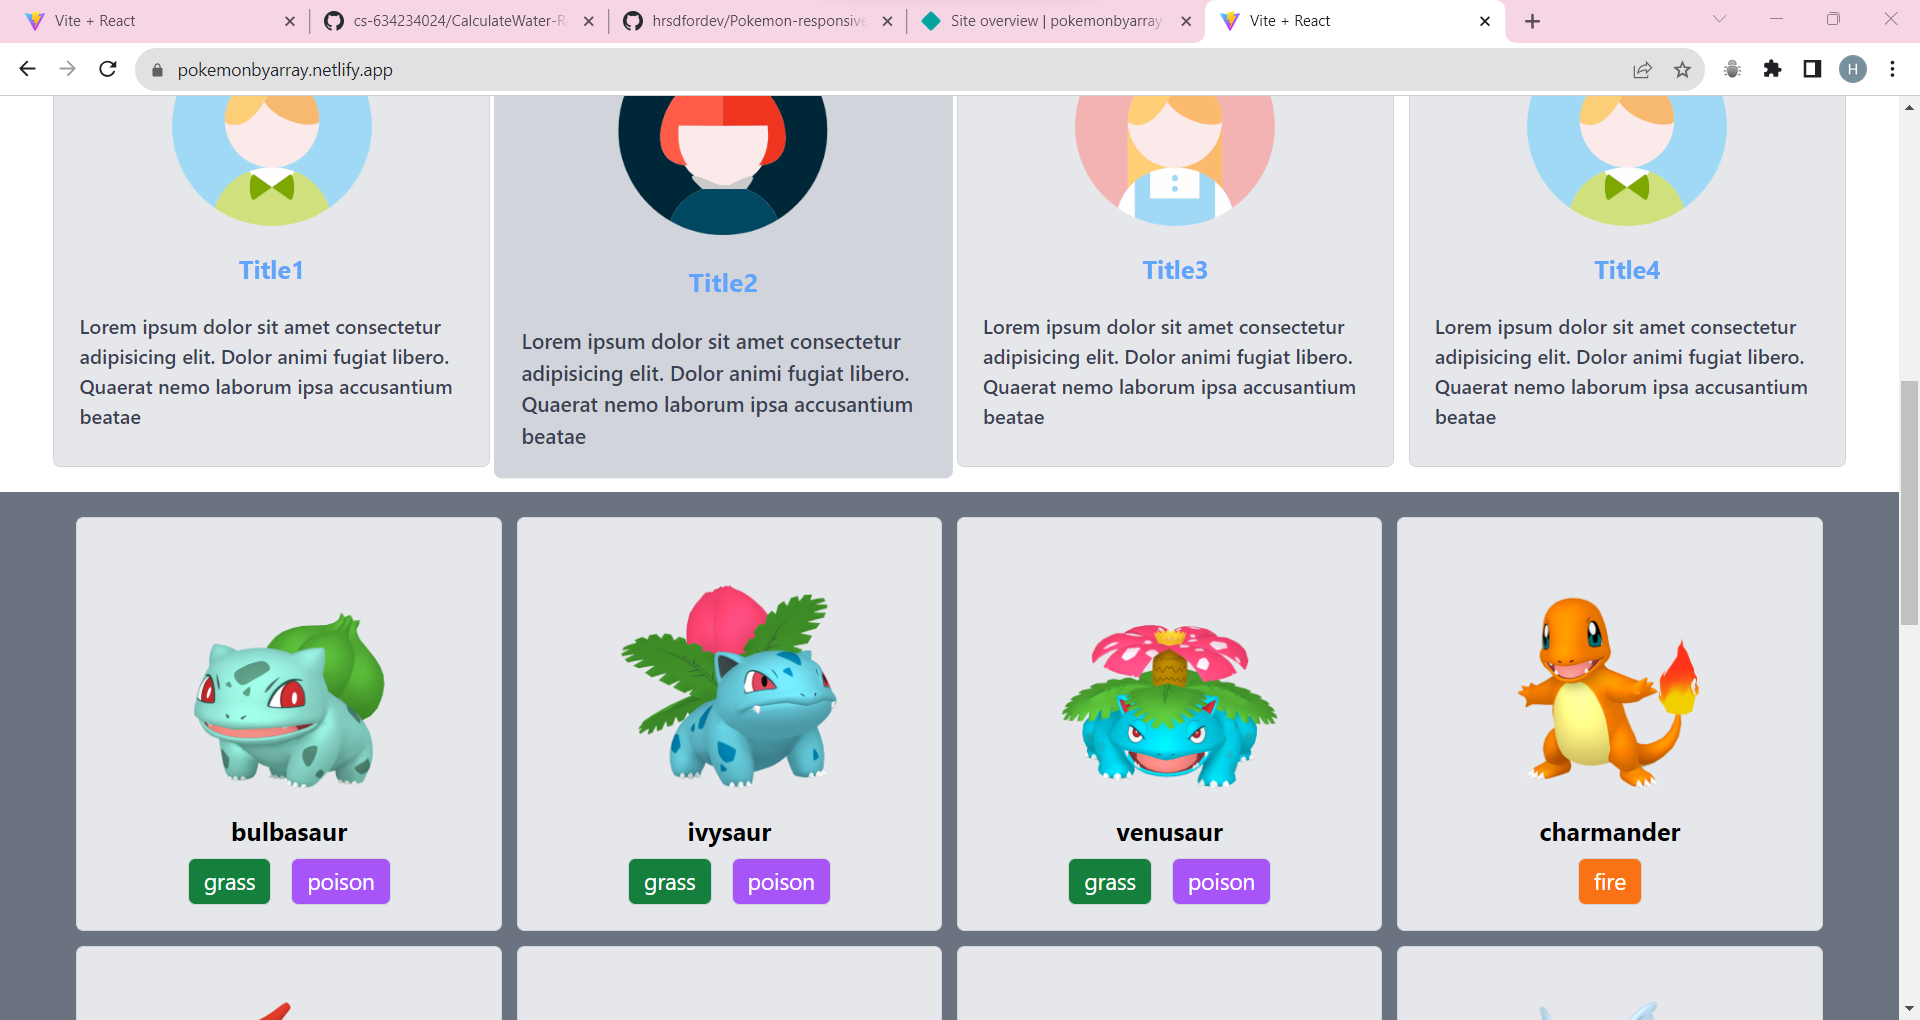 Vite + React
cs-634234024/CalculateWater-R
hrsdfordev/Pokemon-responsive
Site overview | pokemonbyarray
Vite + React
pokemonbyarray.netlify.app
H
Title1
Lorem ipsum dolor sit amet consectetur
adipisicing elit. Dolor animi fugiat libero.
Quaerat nemo laborum ipsa accusantium
beatae
Title2
Lorem ipsum dolor sit amet consectetur
adipisicing elit. Dolor animi fugiat libero.
Quaerat nemo laborum ipsa accusantium
beatae
Title3
Lorem ipsum dolor sit amet consectetur
adipisicing elit. Dolor animi fugiat libero.
Quaerat nemo laborum ipsa accusantium
beatae
Title4
Lorem ipsum dolor sit amet consectetur
adipisicing elit. Dolor animi fugiat libero.
Quaerat nemo laborum ipsa accusantium
beatae
bulbasaur
grass poison
ivysaur
grass poison
venusaur
grass poison
charmander
fire